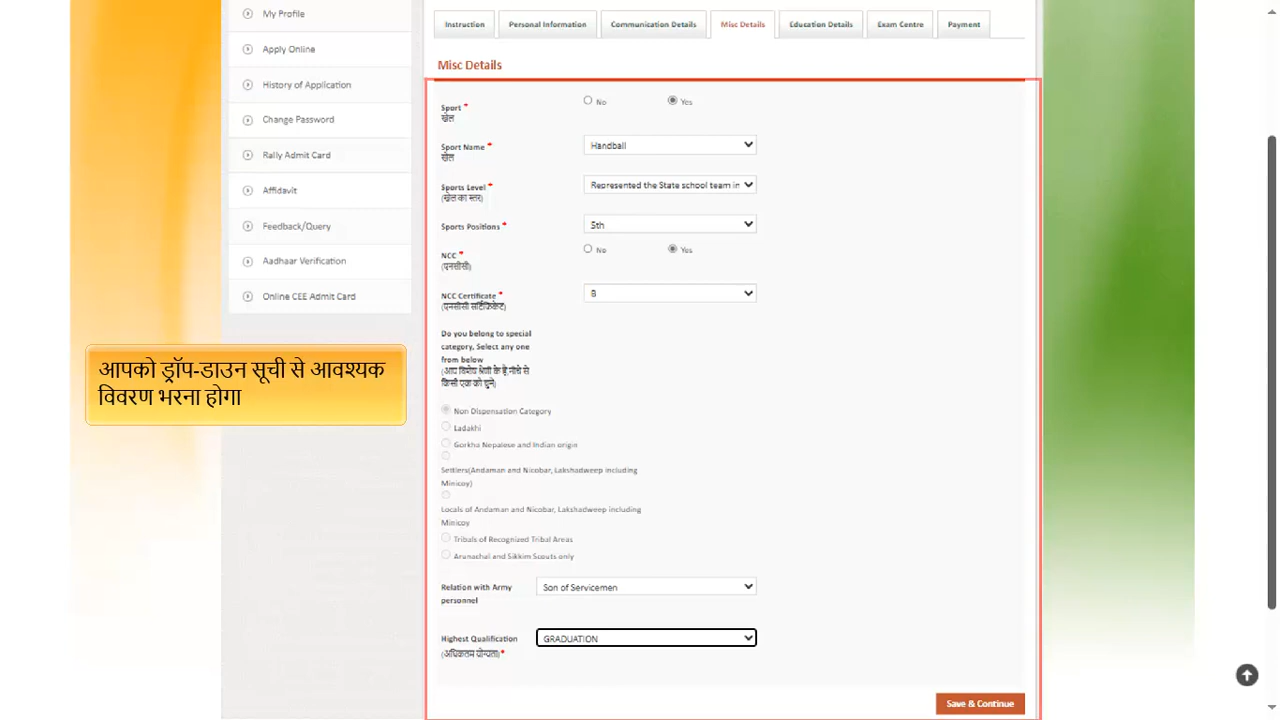 My Profile
Apply Online
History of Application
Change Password
Rally Admit Card
Affidavit
Feedback/Query
Aadhaar Verification
Online CEE Admit Card
आपको ड्रॉप-डाउन सूची से आवश्यक
विवरण भरना होगा
Instruction Personal Information Communication Details Misc Details Education Details Exam Centre Payment
Misc Details
Sport * No Yes
खेल
Sport Name * Handball
खेल
Sports Level * Represented the State school team in
(खेल का स्तर)
Sports Positions * 5th
NCC * No Yes
(एनसीसी)
NCC Certificate * B
(एनसीसी सर्टिफिकेट)
Do you belong to special
category, Select any one
from below
(आप विशेष श्रेणी के है, नीचे से
किसी एक को चुनें)
Non Dispensation Category
Ladakhi
Gorkha Nepalese and Indian origin
Settlers(Andaman and Nicobar, Lakshadweep including
Minicoy)
Locals of Andaman and Nicobar, Lakshadweep including
Minicoy
Tribals of Recognized Tribal Areas
Arunachal and Sikkim Scouts only
Relation with Army Son of Servicemen
personnel
Highest Qualification GRADUATION
(अधिकतम योग्यता) *
Save & Continue